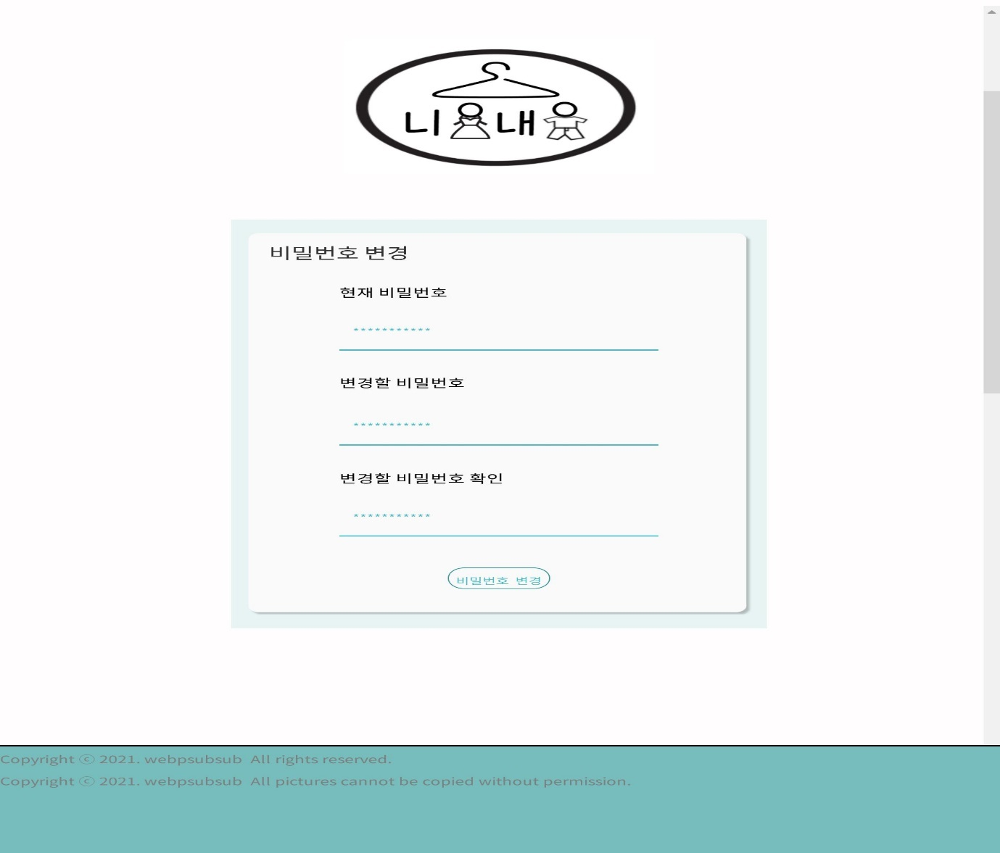 니 내
비밀번호 변경
현재 비밀번호
***********
변경할 비밀번호
***********
변경할 비밀번호 확인
***********
비밀번호 변경
Copyright ⓒ 2021. webpsubsub All rights reserved.
Copyright ⓒ 2021. webpsubsub All pictures cannot be copied without permission.